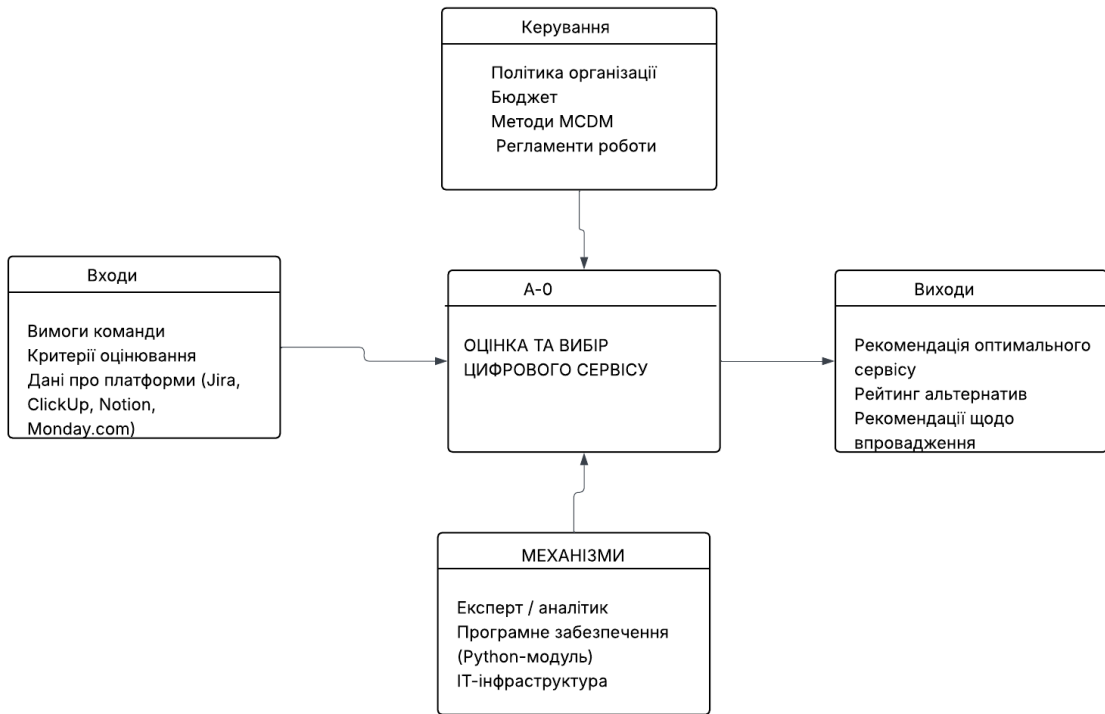 Керування
Політика організації
Бюджет
Методи MCDM
Регламенти роботи
Входи
Вимоги команди
Критерії оцінювання
Дані про платформи (Jira,
ClickUp, Notion,
Monday.com)
A-0
ОЦІНКА ТА ВИБІР
ЦИФРОВОГО СЕРВІСУ
Виходи
Рекомендація оптимального
сервісу
Рейтинг альтернатив
Рекомендації щодо
впровадження
МЕХАНІЗМИ
Експерт / аналітик
Програмне забезпечення
(Python-модуль)
ІТ-інфраструктура